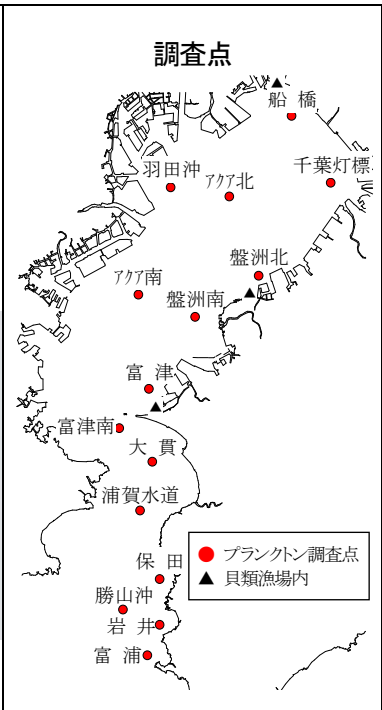 調査点
船 橋
千葉灯標
羽田沖
アクア北
盤洲北
アクア南
盤洲南
富 津
富津南
大 貫
浦賀水道
保 田
勝山沖
岩 井
富 浦
プランクトン調査点
貝類漁場内